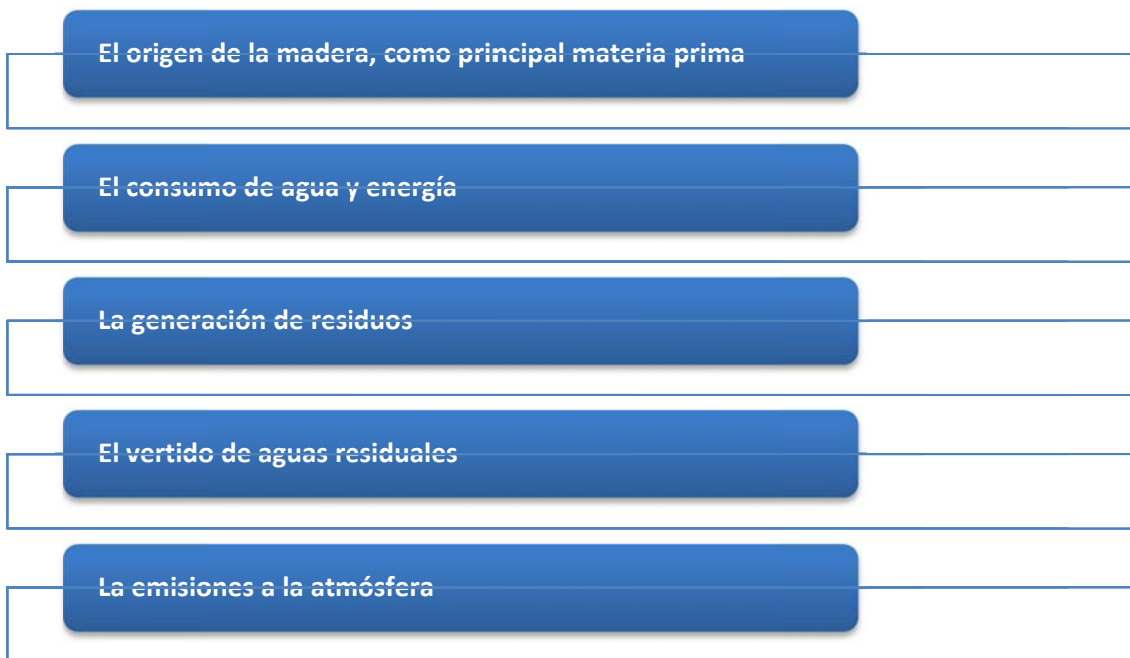 El origen de la madera, como principal materia prima
El consumo de agua y energía
La generación de residuos
El vertido de aguas residuales
La emisiones a la atmósfera